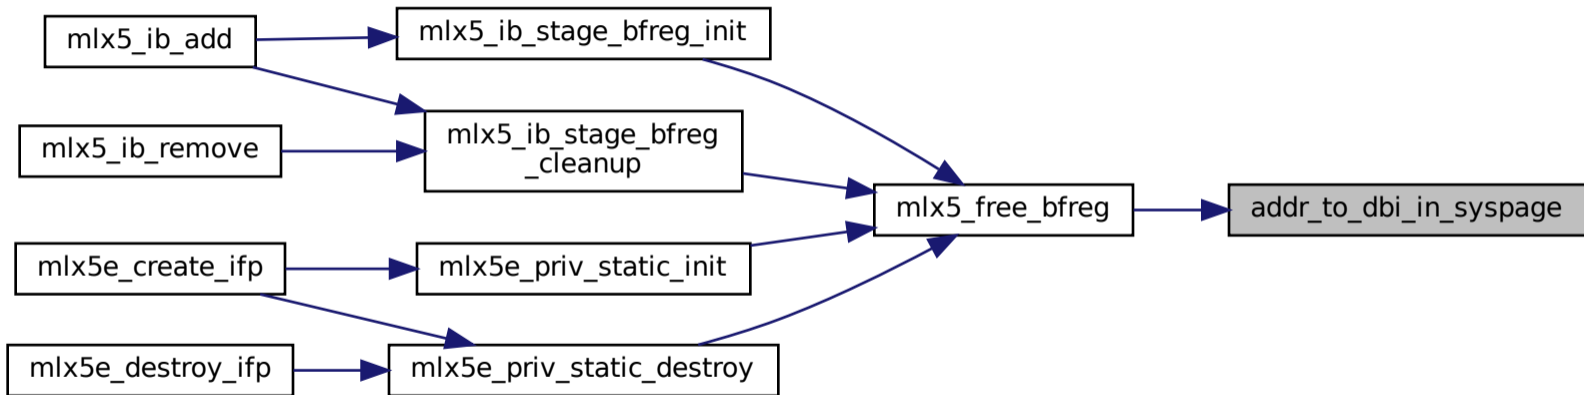 mlx5_ib_add
mlx5_ib_stage_bfreg_init
mlx5_ib_remove
mlx5_ib_stage_bfreg
_cleanup
mlx5_free_bfreg
addr_to_dbi_in_syspage
mlx5e_create_ifp
mlx5e_priv_static_init
mlx5e_destroy_ifp
mlx5e_priv_static_destroy